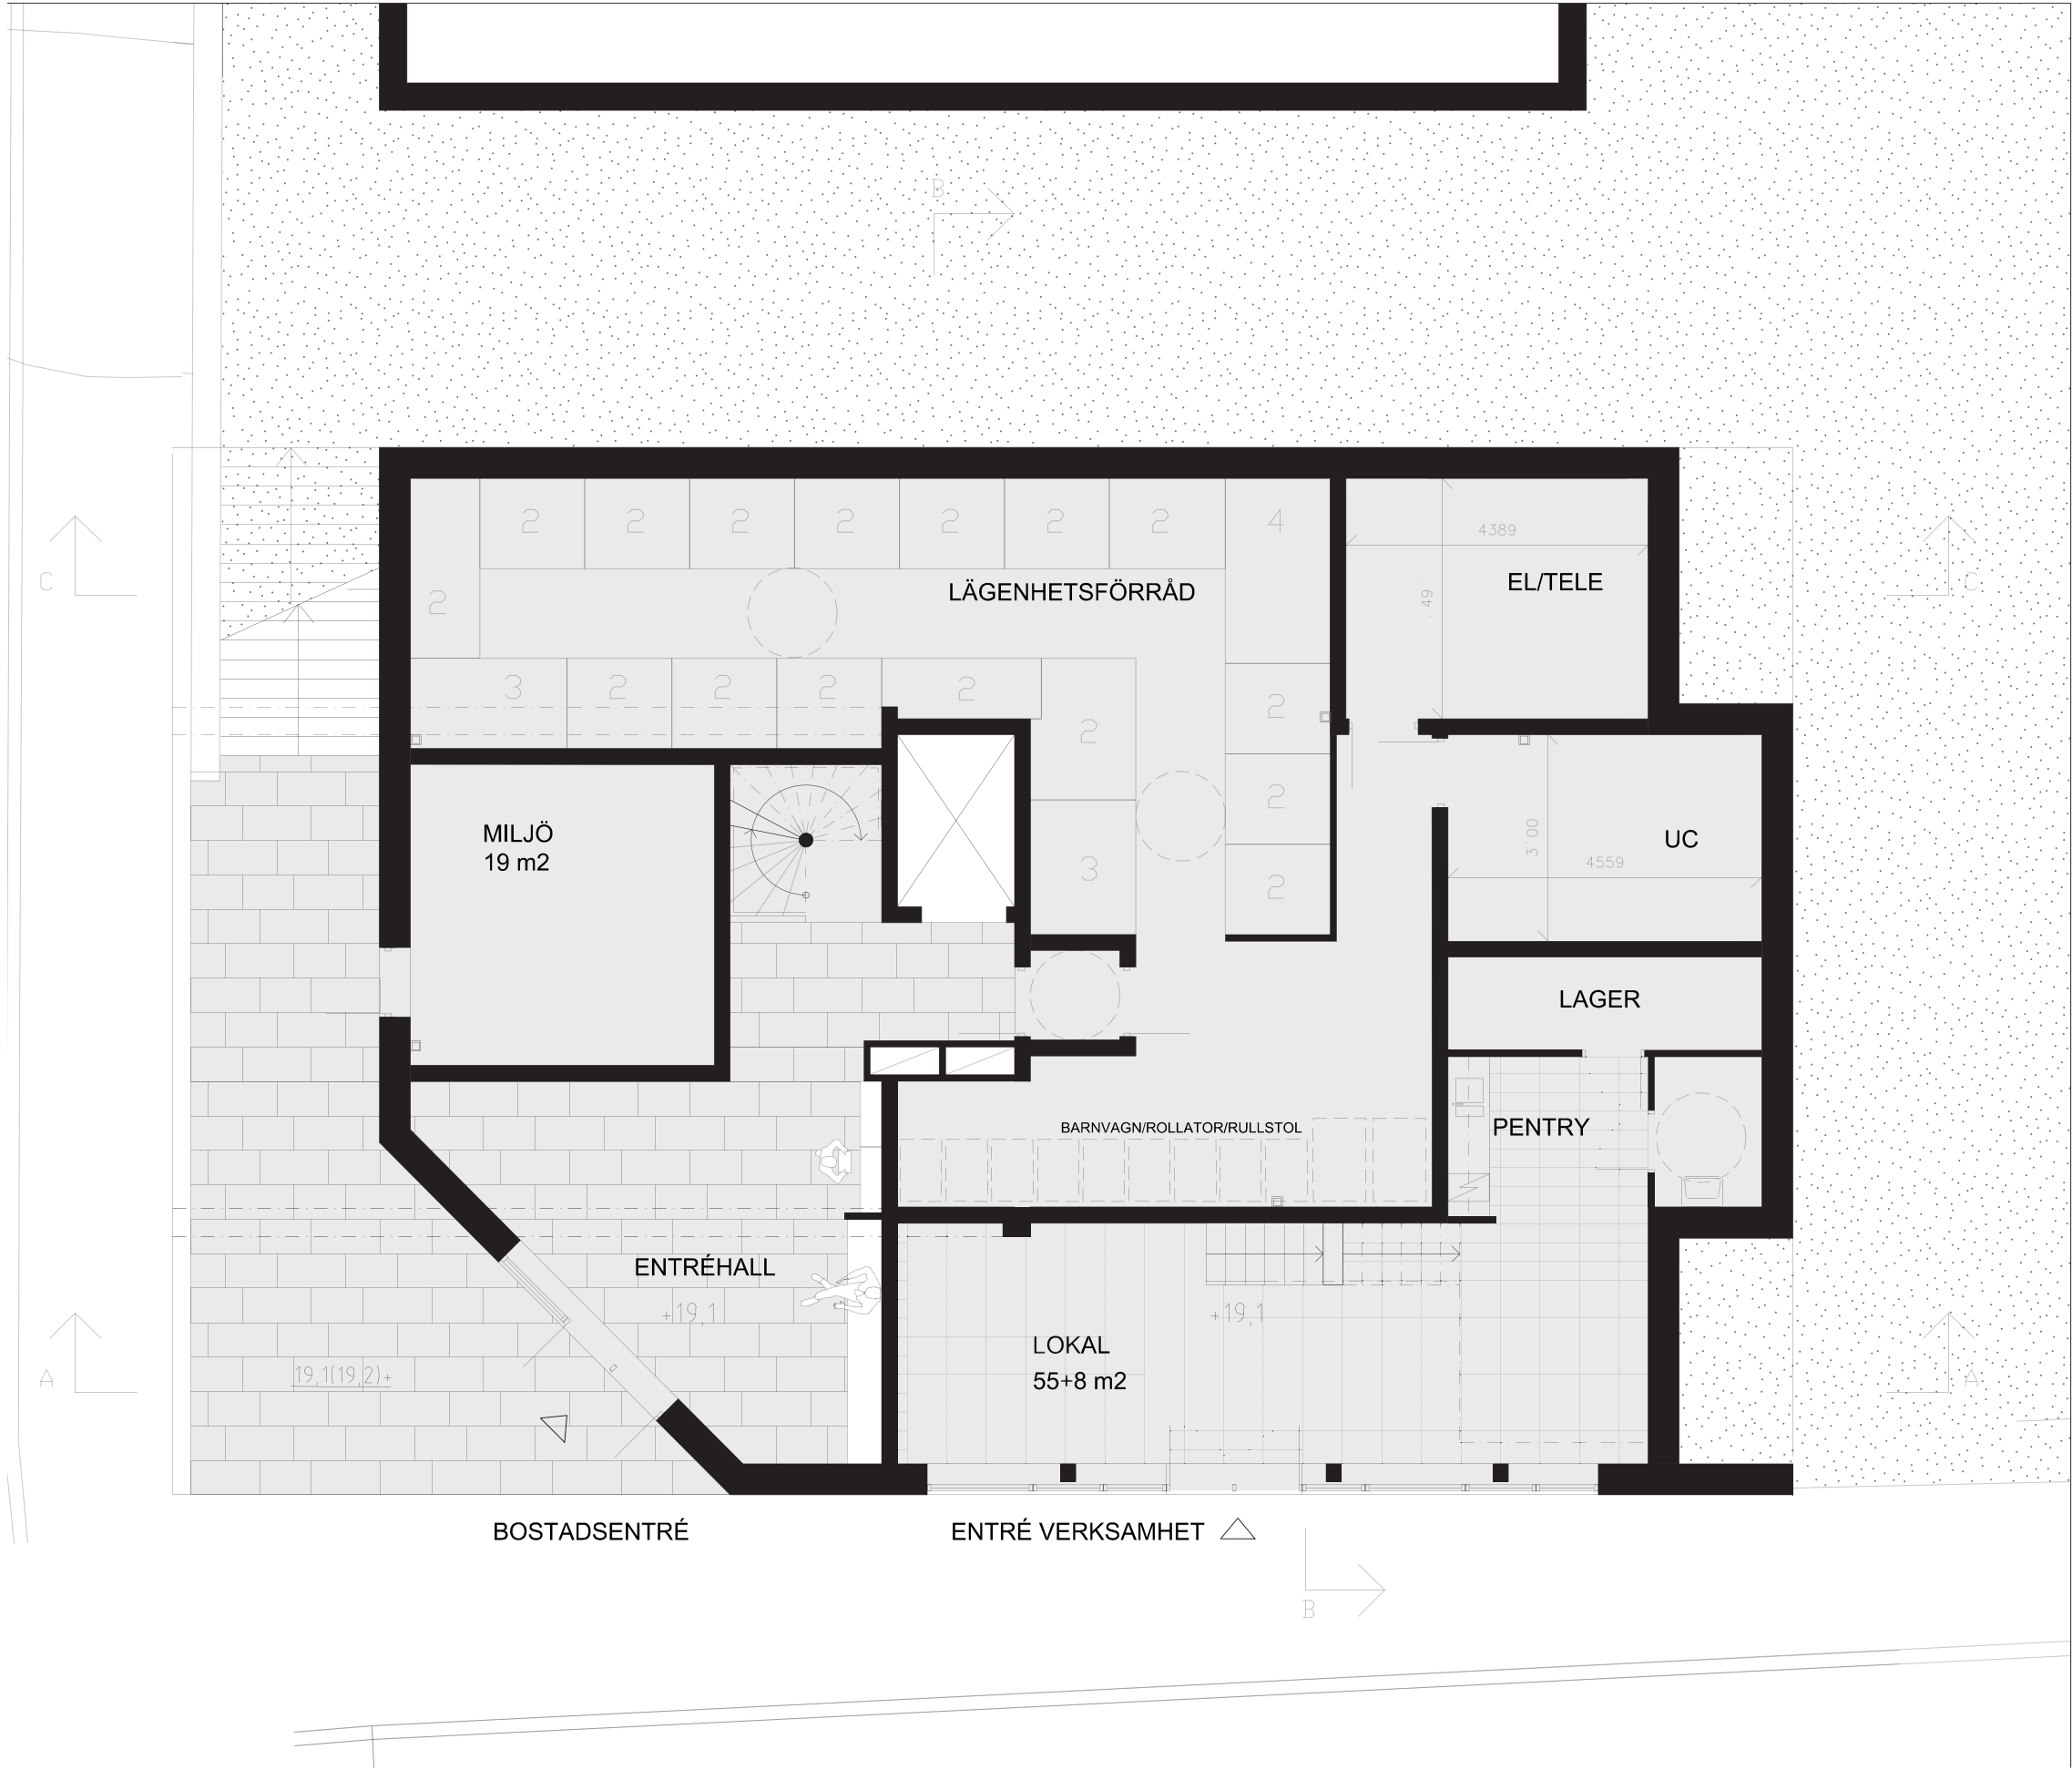 B
2 2 2 2 2 2 2 4
4389
C
LÄGENHETSFÖRRÅD
EL/TELE
C
2
49
3 2 2 2 2
2
2
MILJÖ
19 m2
2
3 00
UC
4559
3
2
LAGER
BARNVAGN/ROLLATOR/RULLSTOL
PENTRY
ENTRÉHALL
+19,1
+19,1
LOKAL
55+8 m2
19,1(19,2)+
A
A
BOSTADSENTRÉ
ENTRÉ VERKSAMHET
B